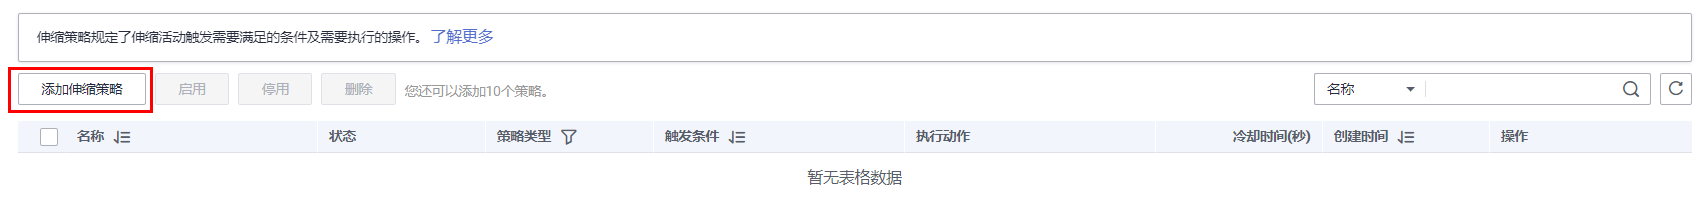 伸缩策略规定了伸缩活动触发需要满足的条件及需要执行的操作。 了解更多
添加伸缩策略 启用 停用 删除 您还可以添加10个策略。 名称
名称 状态 策略类型 触发条件 执行动作 冷却时间(秒) 创建时间 操作
暂无表格数据